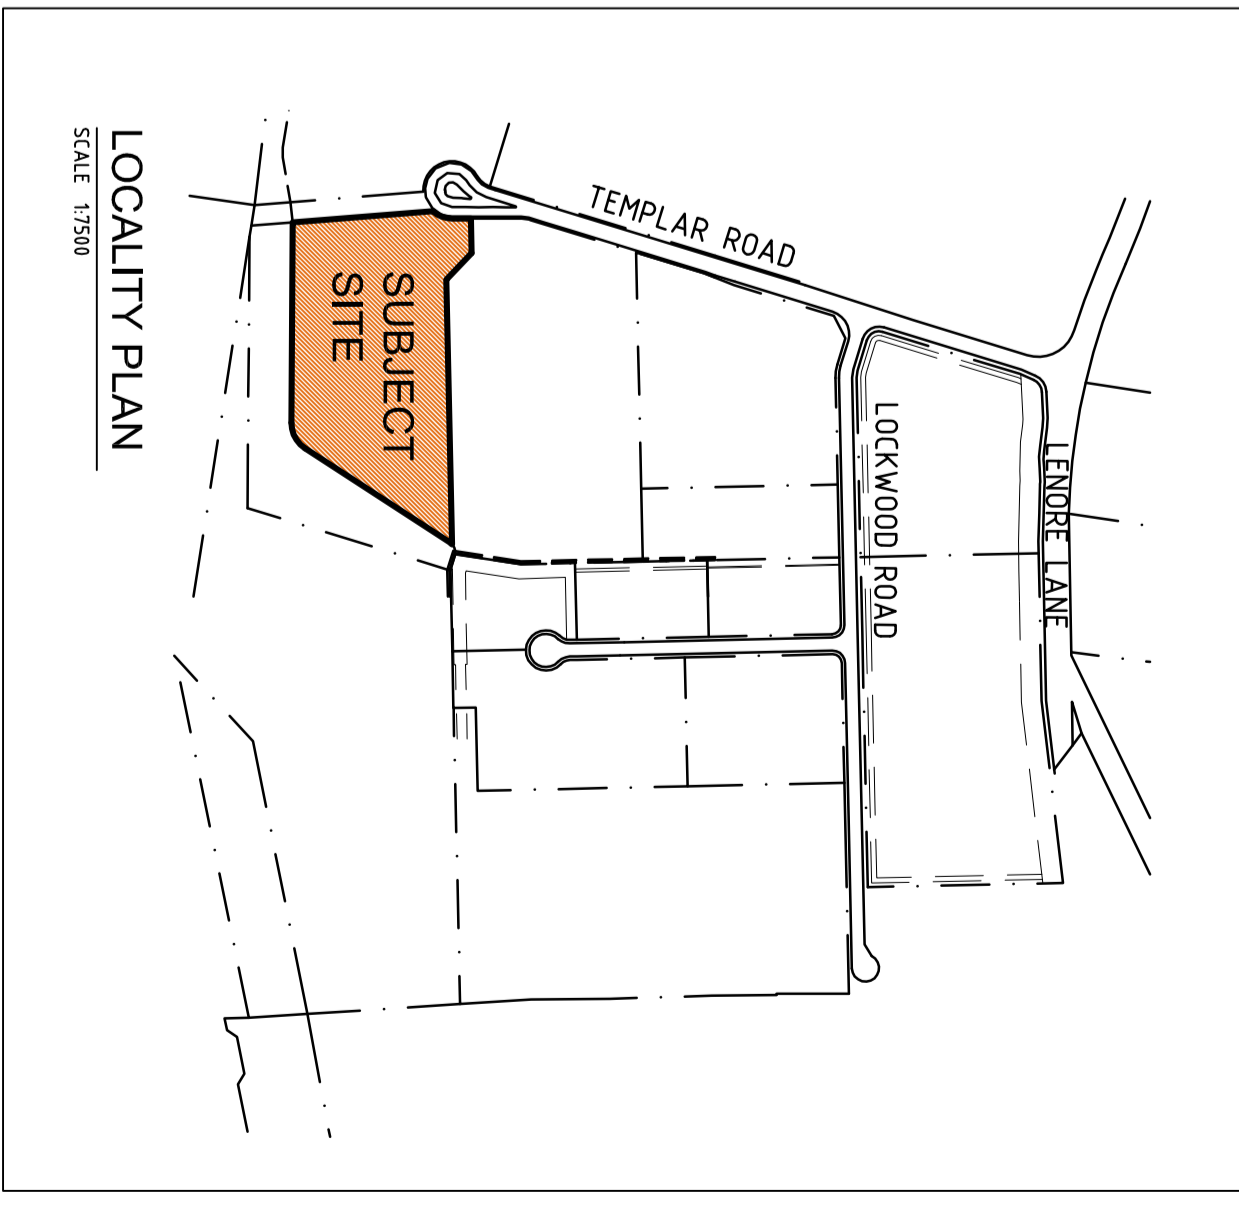 LENORE LANE
LOCKWOOD ROAD
TEMPLAR ROAD
SUBJECT
SITE
LOCALITY PLAN
SCALE 1:7500